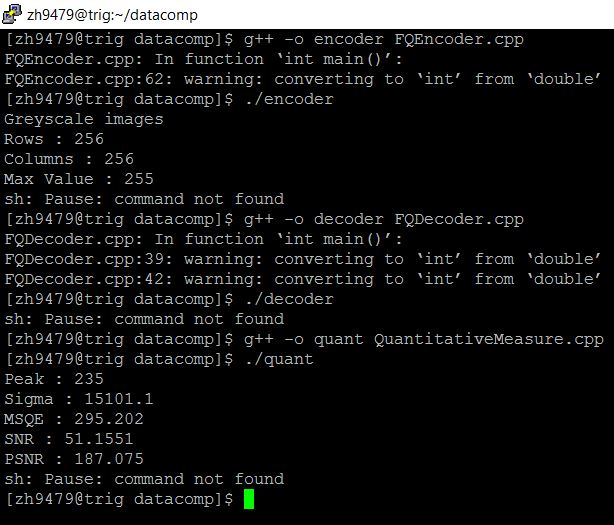 zh9479@trig:~/datacomp
[zh9479@trig datacomp]$ g++ -o encoder FQEncoder.cpp
FQEncoder.cpp: In function ‘int main()’:
FQEncoder.cpp:62: warning: converting to ‘int’ from ‘double’
[zh9479@trig datacomp]$ ./encoder
Greyscale images
Rows : 256
Columns : 256
Max Value : 255
sh: Pause: command not found
[zh9479@trig datacomp]$ g++ -o decoder FQDecoder.cpp
FQDecoder.cpp: In function ‘int main()’:
FQDecoder.cpp:39: warning: converting to ‘int’ from ‘double’
FQDecoder.cpp:42: warning: converting to ‘int’ from ‘double’
[zh9479@trig datacomp]$ ./decoder
sh: Pause: command not found
[zh9479@trig datacomp]$ g++ -o quant QuantitativeMeasure.cpp
[zh9479@trig datacomp]$ ./quant
Peak : 235
Sigma : 15101.1
MSQE : 295.202
SNR : 51.1551
PSNR : 187.075
sh: Pause: command not found
[zh9479@trig datacomp]$